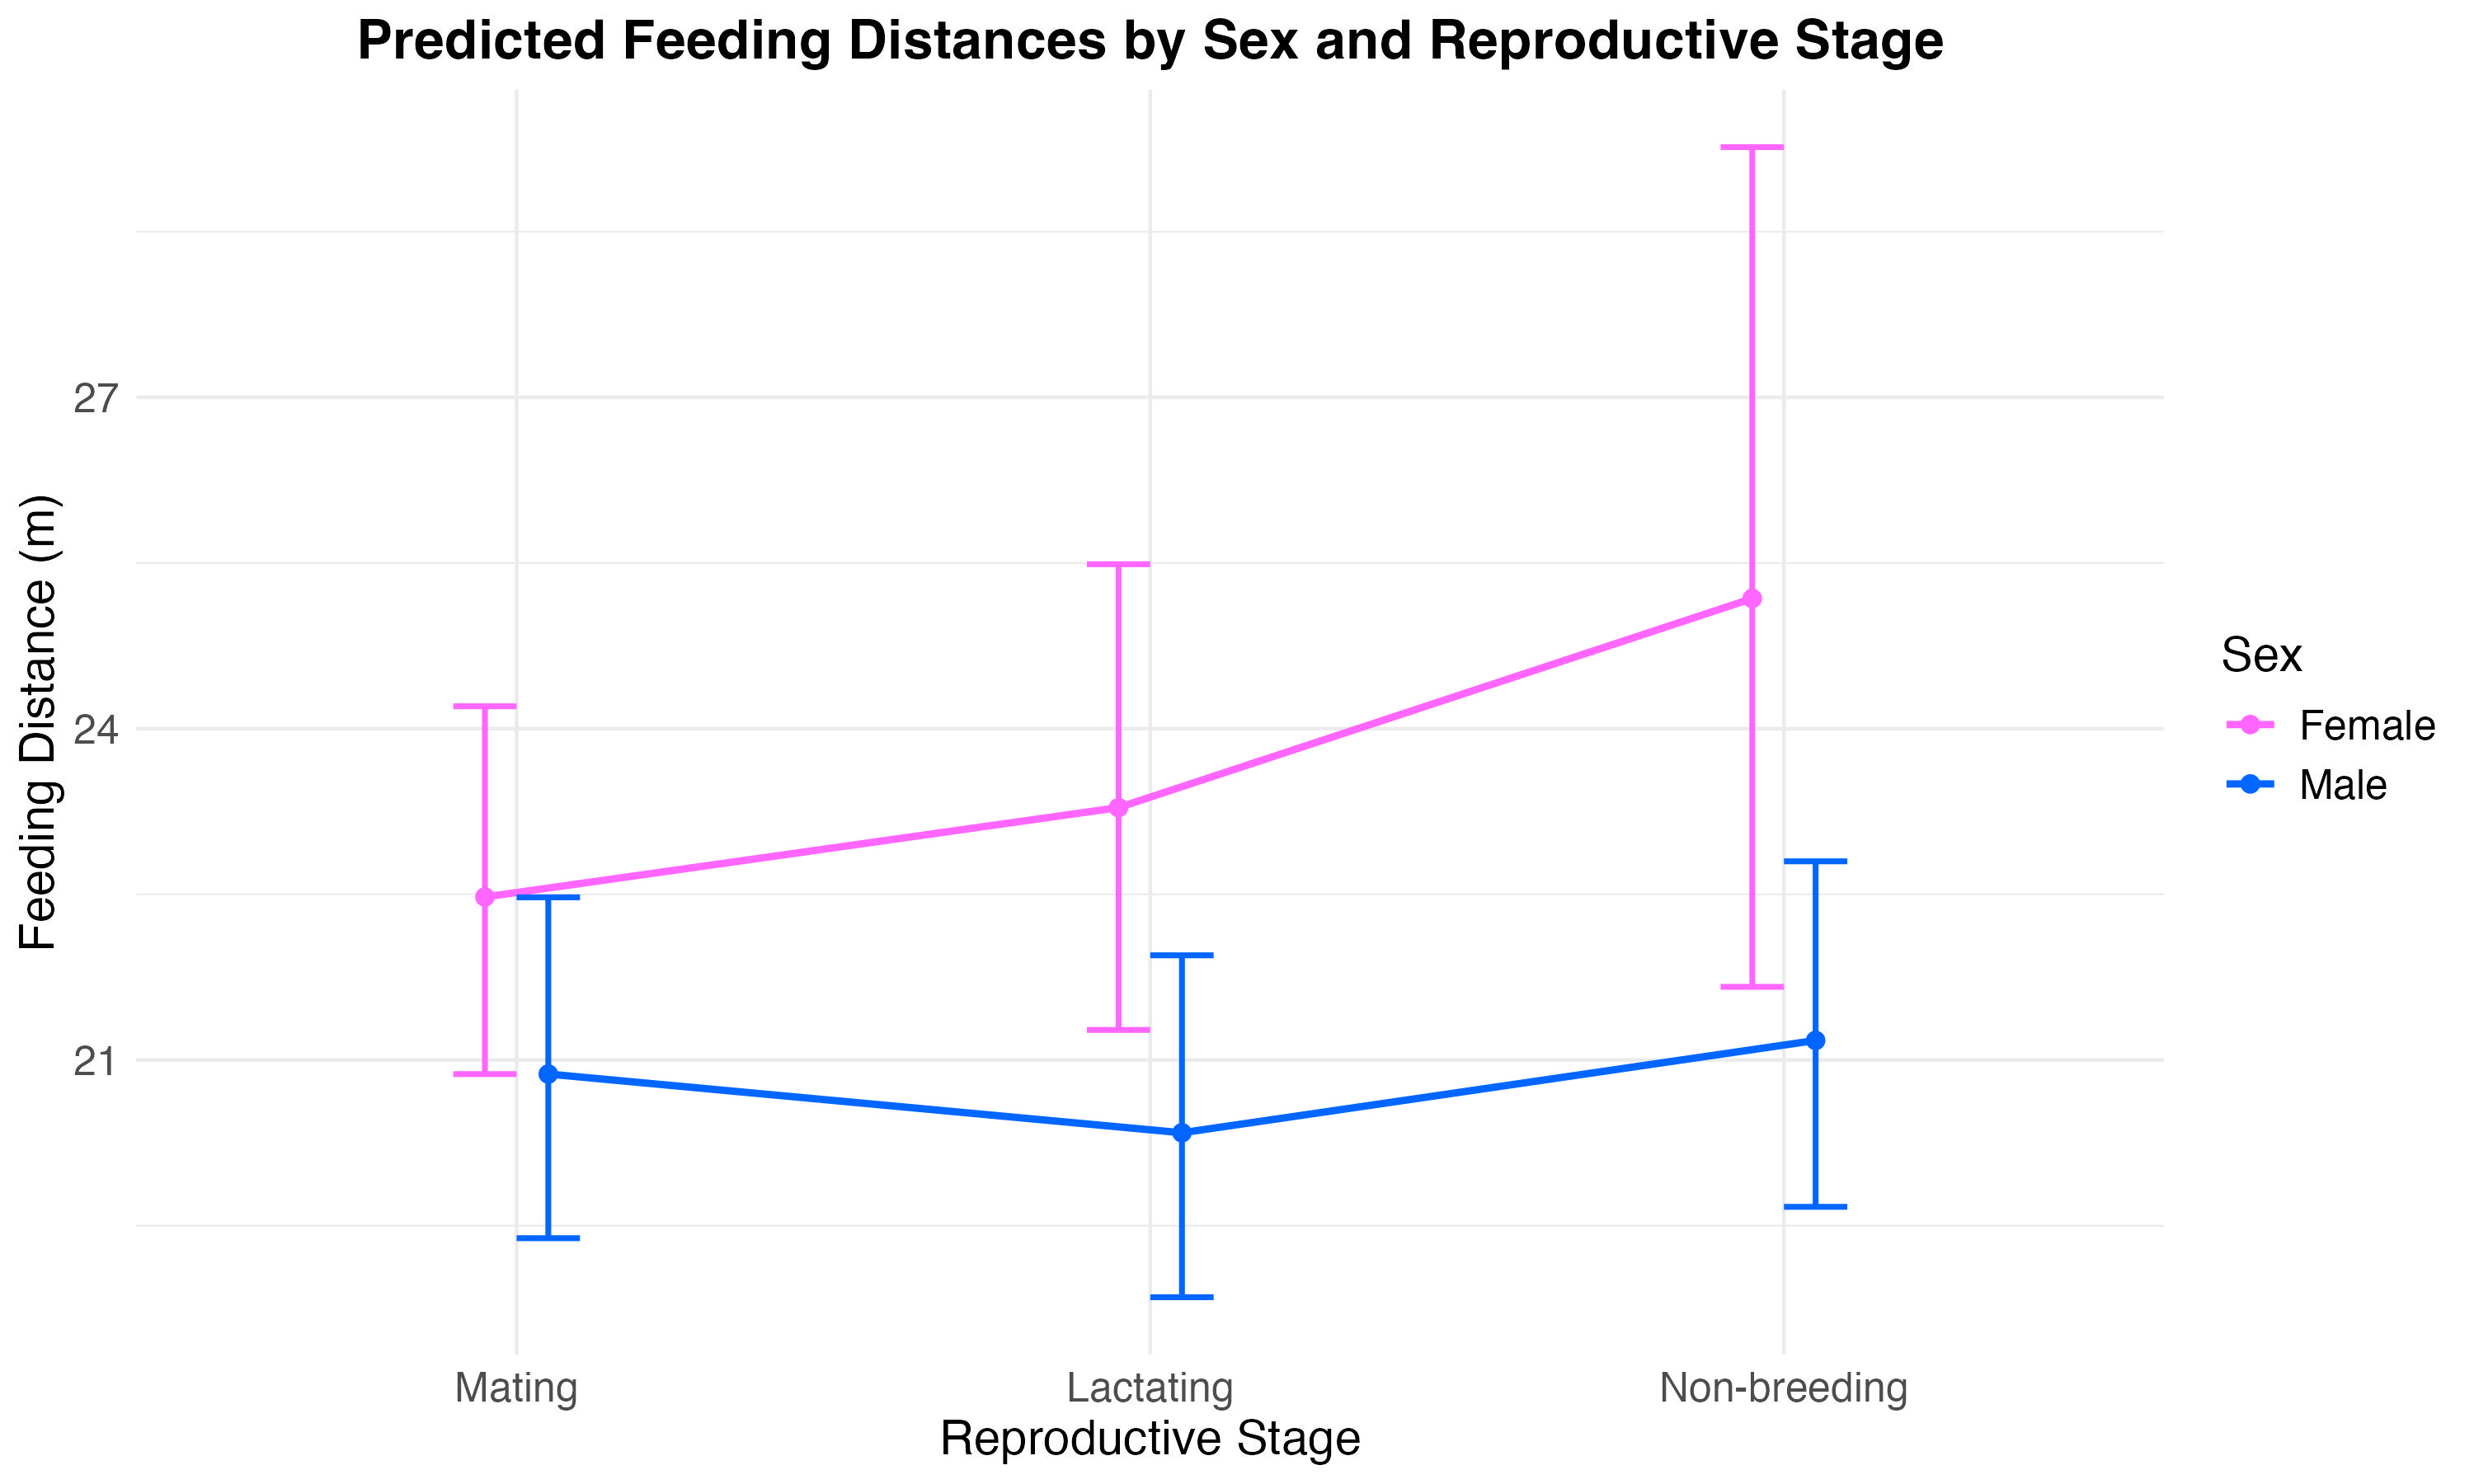 Predicted Feeding Distances by Sex and Reproductive Stage
Feeding Distance (m)
27
24
21
Mating
Lactating
Non-breeding
Reproductive Stage
Sex
Female
Male